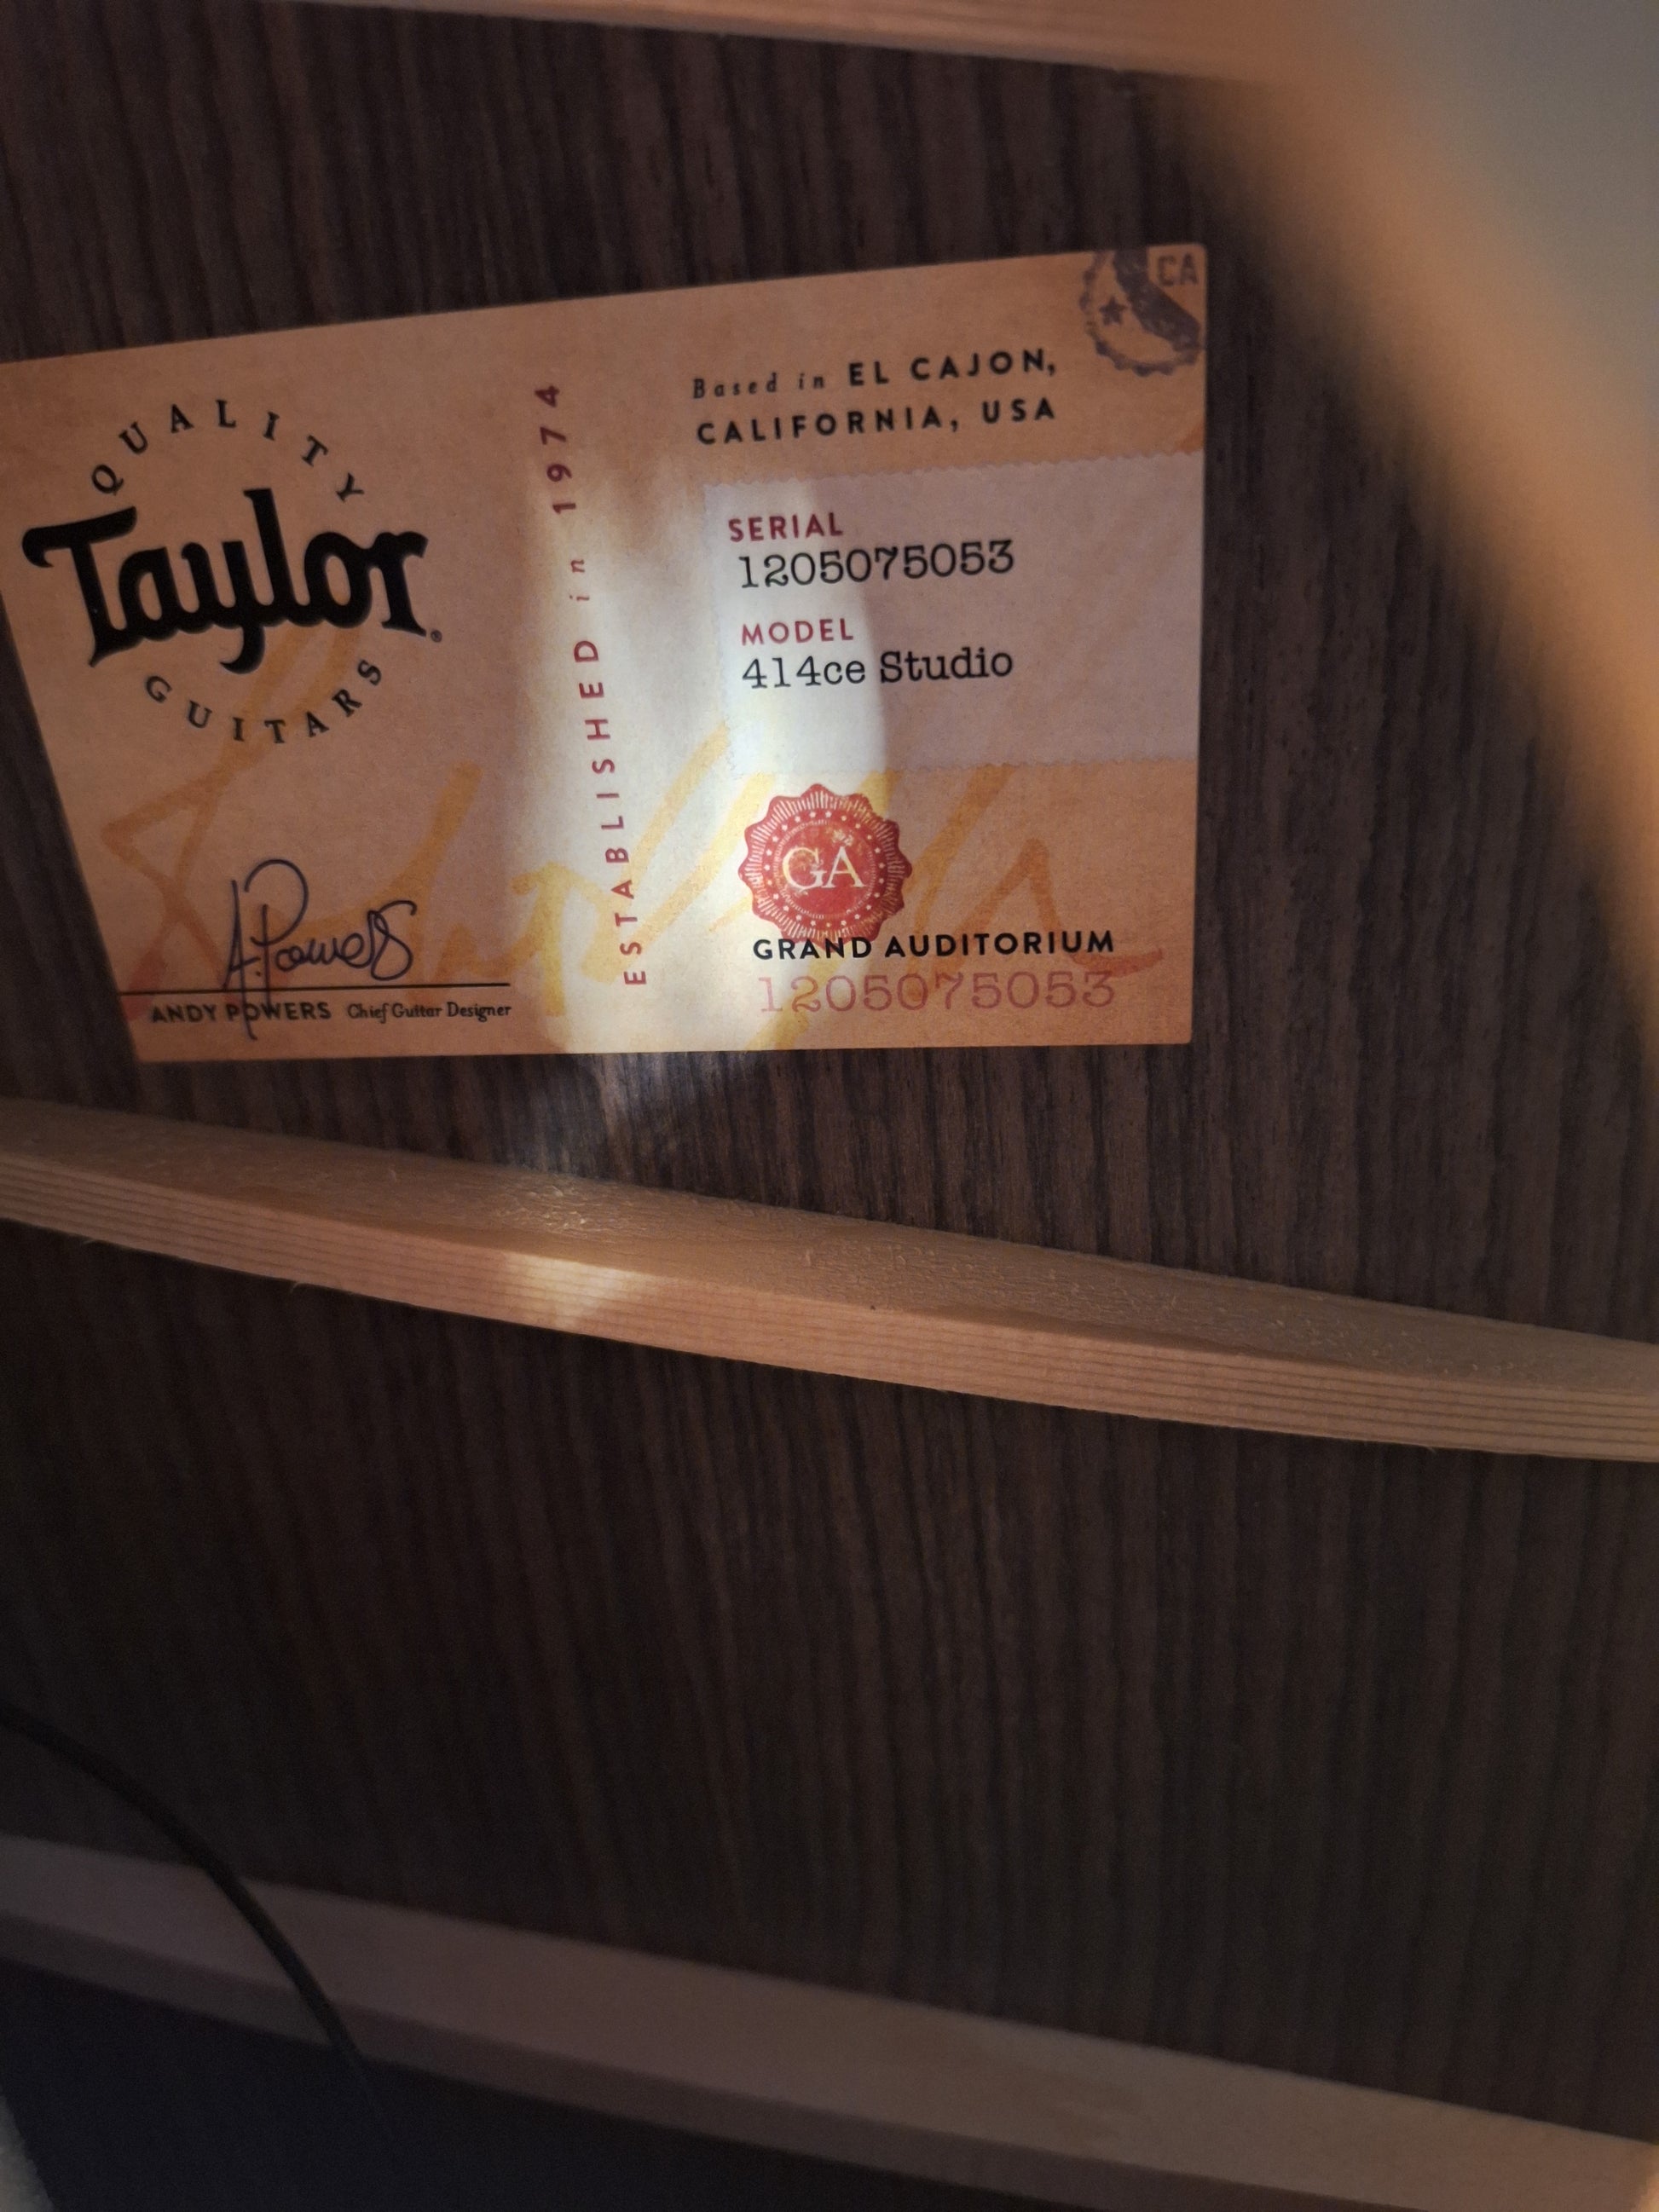 QUALITY
Taylor®
GUITARS
A. Powers
ANDY POWERS Chief Guitar Designer
ESTABLISHED in 1974
CA
Based in EL CAJON,
CALIFORNIA, USA
SERIAL
1205075053
MODEL
414ce Studio
GA
GRAND AUDITORIUM
1205075053